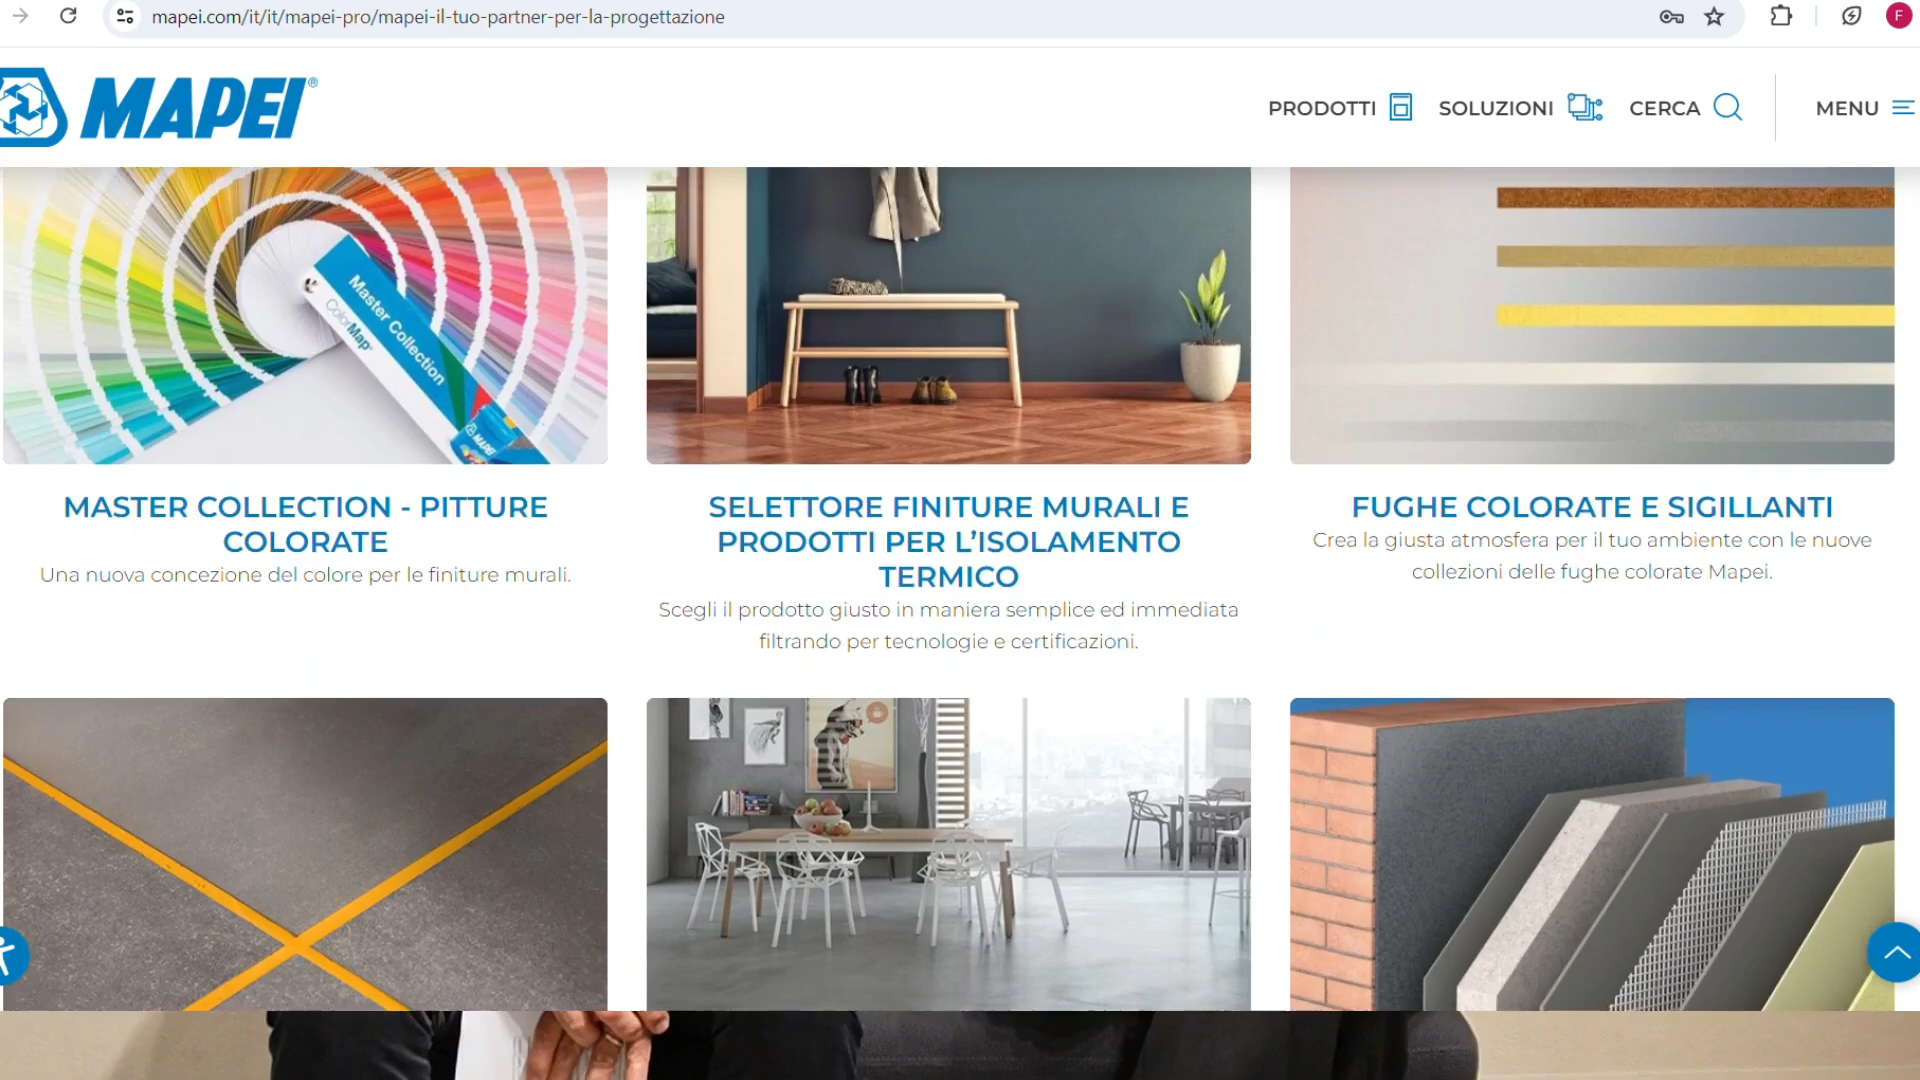 mapei.com/it/it/mapei-pro/mapei-il-tuo-partner-per-la-progettazione
F
MAPEI®
PRODOTTI
SOLUZIONI
CERCA
MENU
Master Collection
ColorMap®
MAPEI
MASTER COLLECTION - PITTURE
COLORATE
Una nuova concezione del colore per le finiture murali.
SELETTORE FINITURE MURALI E
PRODOTTI PER L’ISOLAMENTO
TERMICO
Scegli il prodotto giusto in maniera semplice ed immediata
filtrando per tecnologie e certificazioni.
FUGHE COLORATE E SIGILLANTI
Crea la giusta atmosfera per il tuo ambiente con le nuove
collezioni delle fughe colorate Mapei.